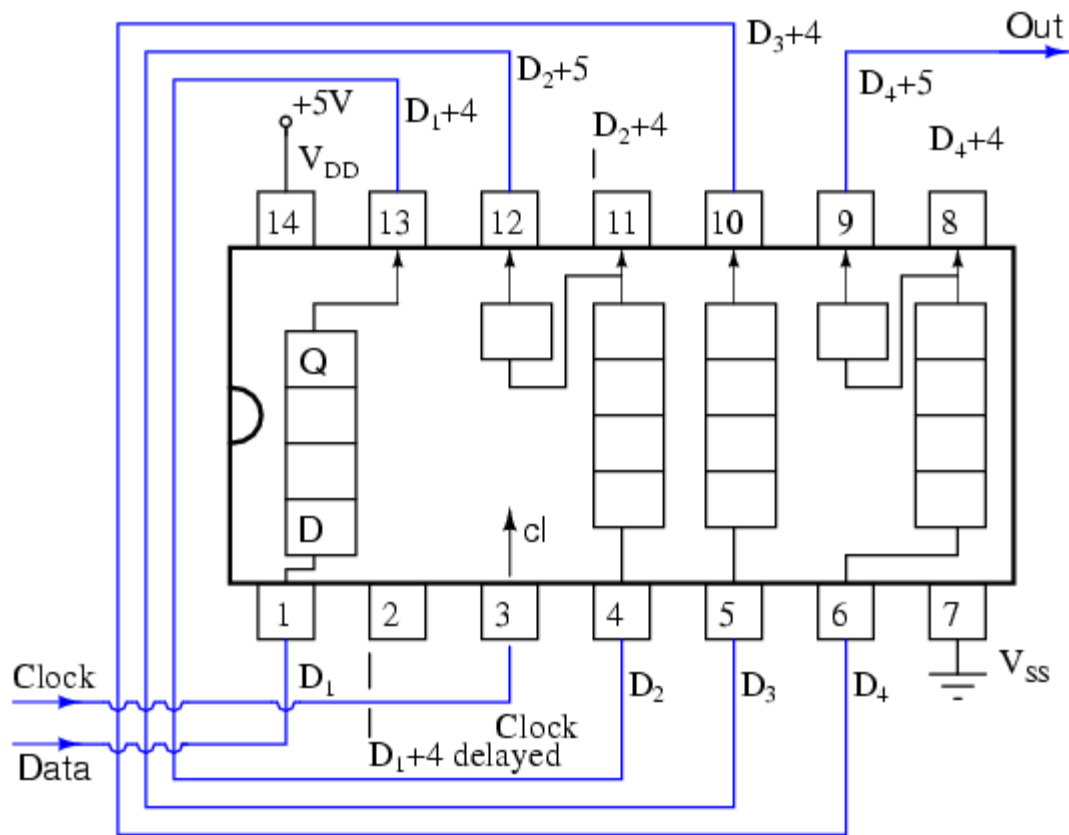 Out
D₃+4
D₂+5
D₄+5
+5V
D₁+4
D₂+4
D₄+4
V_DD
14
13
12
11
10
9
8
Q
D
cl
1
2
3
4
5
6
7
Clock
D₁
D₂
D₃
D₄
V_SS
Clock
Data
D₁+4 delayed